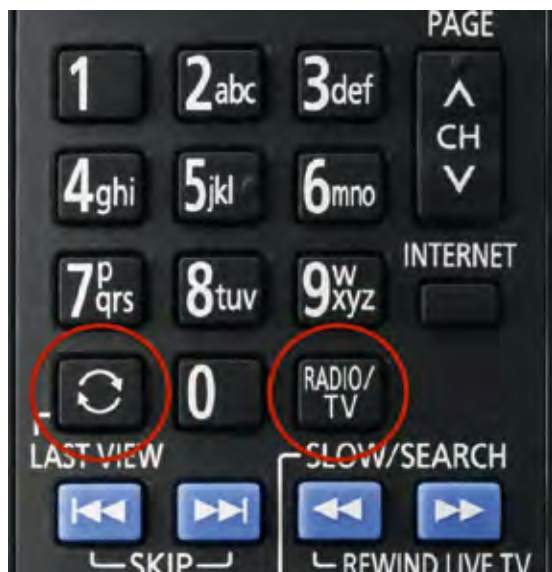 PAGE
1 2abc 3def
CH
4ghi 5jkl 6mno
INTERNET
7pqrs 8tuv 9wxyz
0 RADIO/
TV
LAST VIEW SLOW/SEARCH
SKIP REWIND LIVE TV